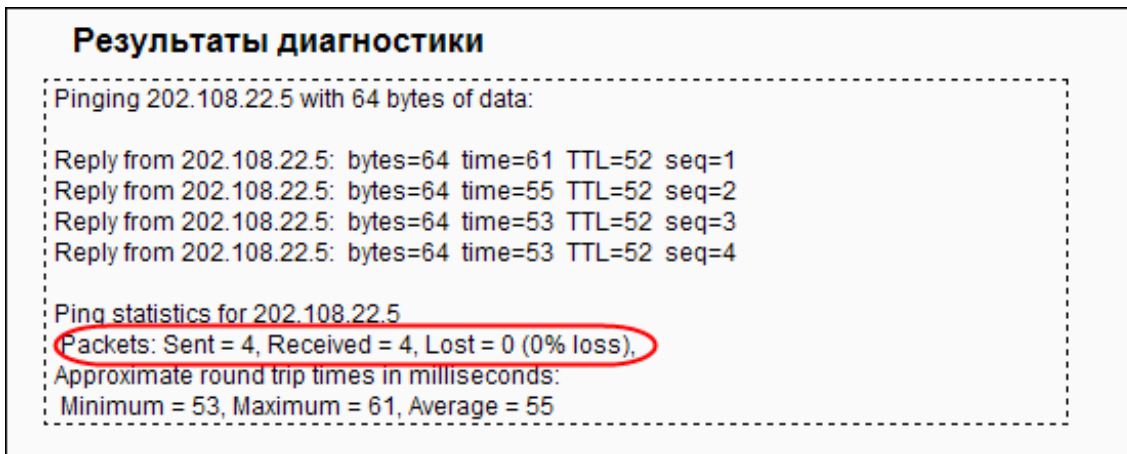 Результаты диагностики
Pinging 202.108.22.5 with 64 bytes of data:
Reply from 202.108.22.5: bytes=64 time=61 TTL=52 seq=1
Reply from 202.108.22.5: bytes=64 time=55 TTL=52 seq=2
Reply from 202.108.22.5: bytes=64 time=53 TTL=52 seq=3
Reply from 202.108.22.5: bytes=64 time=53 TTL=52 seq=4
Ping statistics for 202.108.22.5
Packets: Sent = 4, Received = 4, Lost = 0 (0% loss),
Approximate round trip times in milliseconds:
Minimum = 53, Maximum = 61, Average = 55